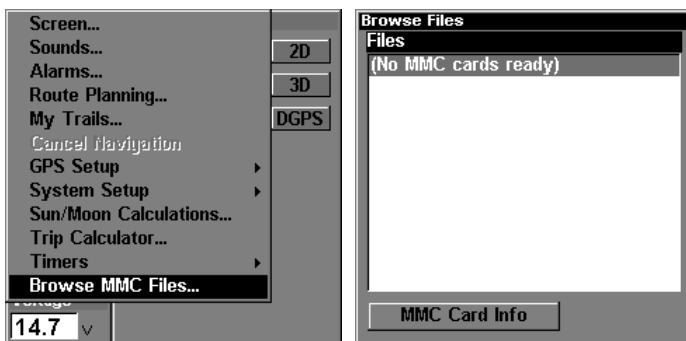 Screen...
Sounds...
Alarms...
Route Planning...
My Trails...
Cancel Navigation
GPS Setup
System Setup
Sun/Moon Calculations...
Trip Calculator...
Timers
Browse MMC Files...
14.7 v
2D
3D
DGPS
Browse Files
Files
(No MMC cards ready)
MMC Card Info